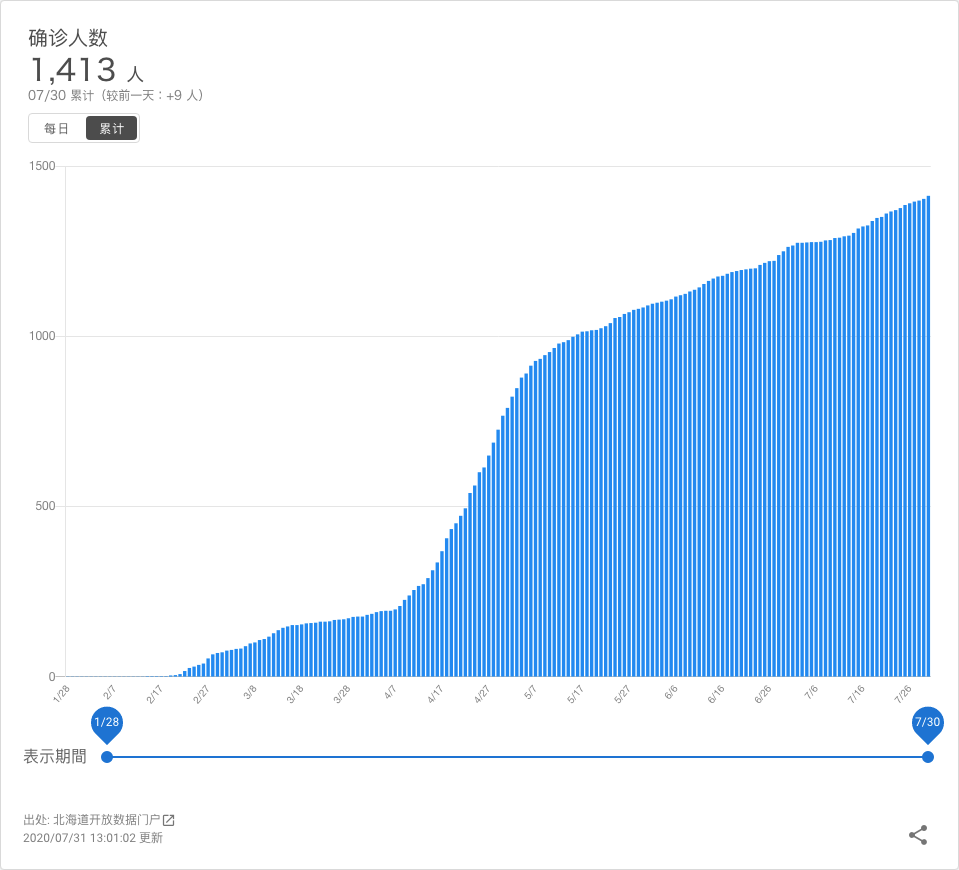 确诊人数
1,413 人
07/30 累计（较前一天：+9 人）
每日 累计
1500
1000
500
0
1/28 2/7 2/17 2/27 3/8 3/18 3/28 4/7 4/17 4/27 5/7 5/17 5/27 6/6 6/16 6/26 7/6 7/16 7/26
1/28 7/30
表示期間
出处: 北海道开放数据门户
2020/07/31 13:01:02 更新